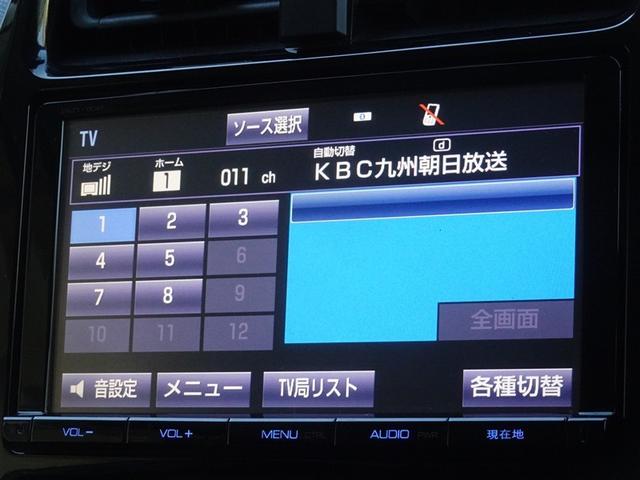 TV
ソース選択
地デジ
ホーム
1
011 ch
自動切替
d
KBC九州朝日放送
1 2 3
4 5 6
7 8 9
10 11 12
全画面
音設定
メニュー
TV局リスト
各種切替
VOL−
VOL+
MENU CTRL
AUDIO PWR
現在地